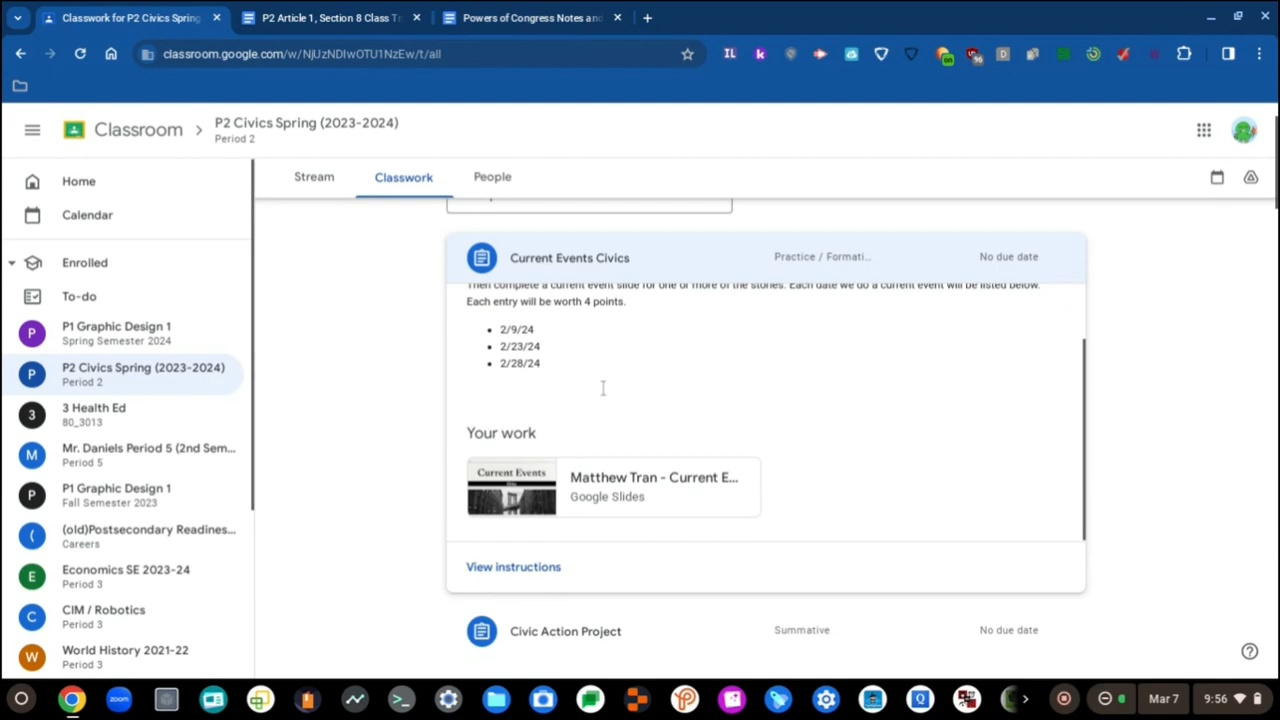 Classwork for P2 Civics Spring
P2 Article 1, Section 8 Class Tr
Powers of Congress Notes and
classroom.google.com/w/NjUzNDIwOTU1NzEw/t/all
Classroom
P2 Civics Spring (2023-2024)
Period 2
Stream
Classwork
People
Home
Calendar
Enrolled
To-do
P
P1 Graphic Design 1
Spring Semester 2024
P
P2 Civics Spring (2023-2024)
Period 2
3
3 Health Ed
80_3013
M
Mr. Daniels Period 5 (2nd Sem...
Period 5
P
P1 Graphic Design 1
Fall Semester 2023
(
(old)Postsecondary Readines...
Careers
E
Economics SE 2023-24
Period 3
C
CIM / Robotics
Period 3
W
World History 2021-22
Period 3
Current Events Civics
Practice / Formati...
No due date
Then complete a current event slide for one or more of the stories. Each date we do a current event will be listed below.
Each entry will be worth 4 points.
• 2/9/24
• 2/23/24
• 2/28/24
Your work
Current Events
Matthew Tran - Current E...
Google Slides
View instructions
Civic Action Project
Summative
No due date
zoom
Mar 7
9:56